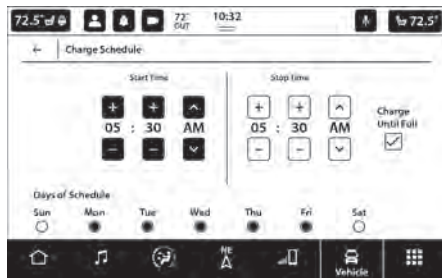 72.5° 72° 10:32 72.5°
OUT
← Charge Schedule
Start Time Stop Time
+ + ^ + + ^
05 : 30 AM 05 : 30 AM Charge Until Full
− − ˅ − − ˅
Days of Schedule
Sun Mon Tue Wed Thu Fri Sat
NE
A
Vehicle